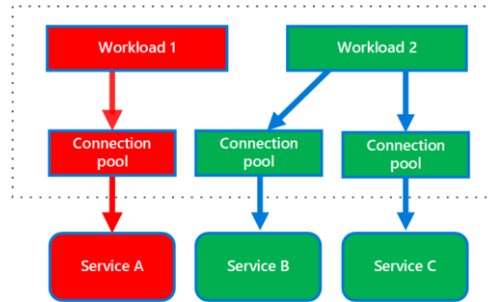 Workload 1
Workload 2
Connection
pool
Connection
pool
Connection
pool
Service A
Service B
Service C